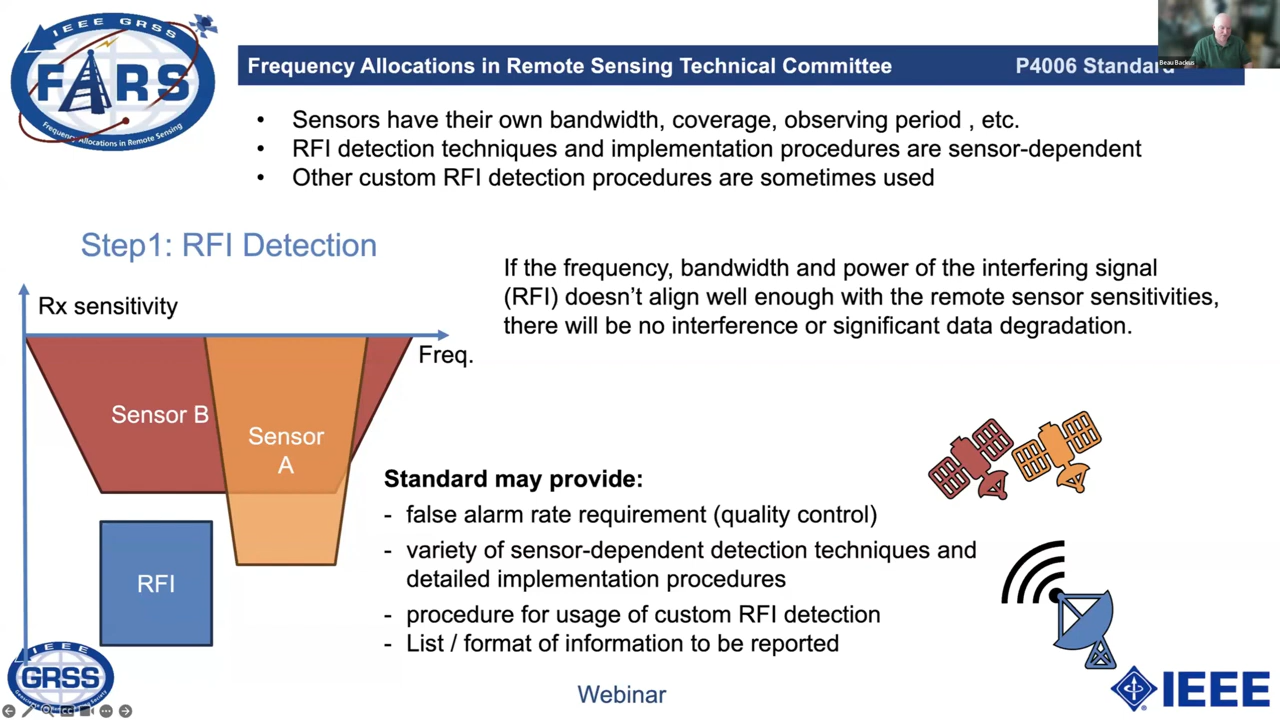 IEEE GRSS
FARS
Frequency Allocations in Remote Sensing
Frequency Allocations in Remote Sensing Technical Committee
P4006 Standard
Beau Backus
• Sensors have their own bandwidth, coverage, observing period , etc.
• RFI detection techniques and implementation procedures are sensor-dependent
• Other custom RFI detection procedures are sometimes used
Step1: RFI Detection
If the frequency, bandwidth and power of the interfering signal
(RFI) doesn’t align well enough with the remote sensor sensitivities,
there will be no interference or significant data degradation.
Rx sensitivity
Freq.
Sensor B
Sensor
A
RFI
Standard may provide:
- false alarm rate requirement (quality control)
- variety of sensor-dependent detection techniques and
detailed implementation procedures
- procedure for usage of custom RFI detection
- List / format of information to be reported
IEEE
GRSS
Webinar
IEEE